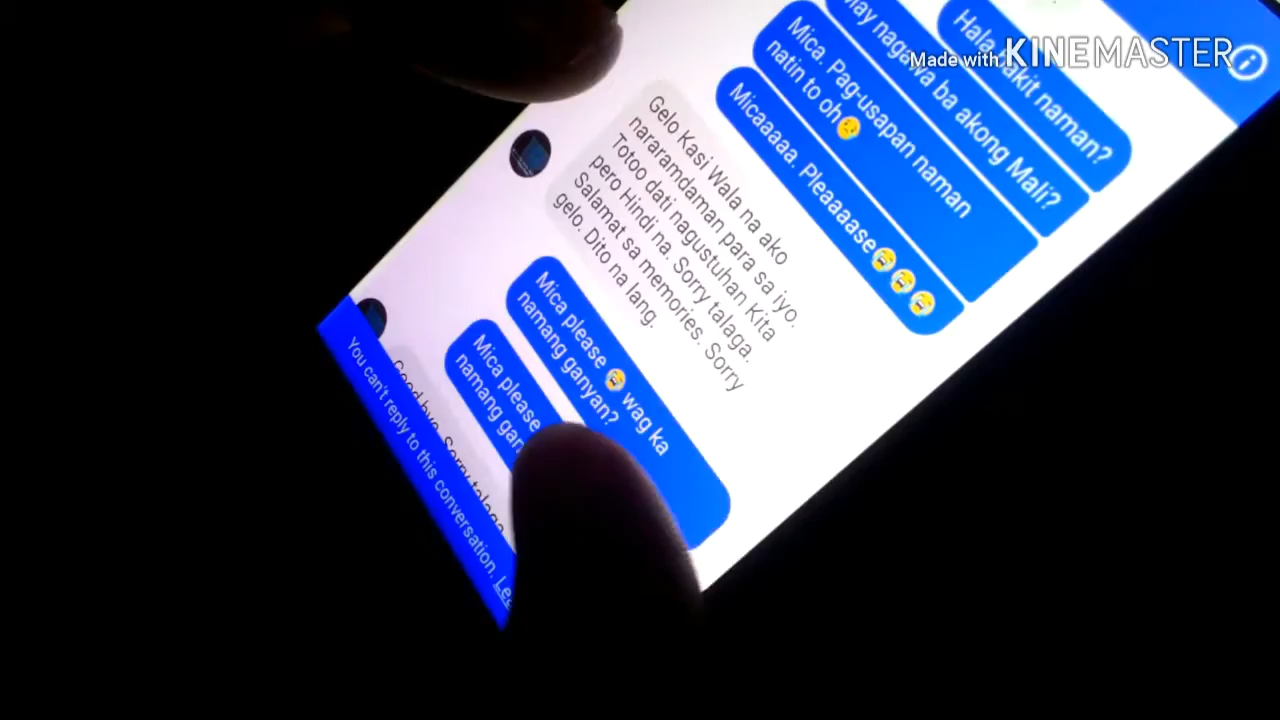 Made with KINEMASTER
Hala bakit naman?
May nagawa ba akong Mali?
Mica. Pag-usapan naman
natin to oh😢
Micaaaaa. Pleaaaase😭😭😭
Gelo Kasi Wala na ako
nararamdaman para sa iyo.
Totoo dati nagustuhan Kita
pero Hindi na. Sorry talaga.
Salamat sa memories. Sorry
gelo. Dito na lang.
Mica please 😭 wag ka
namang ganyan?
Mica please
namang
Sorry talaga
You can't reply to this conversation.